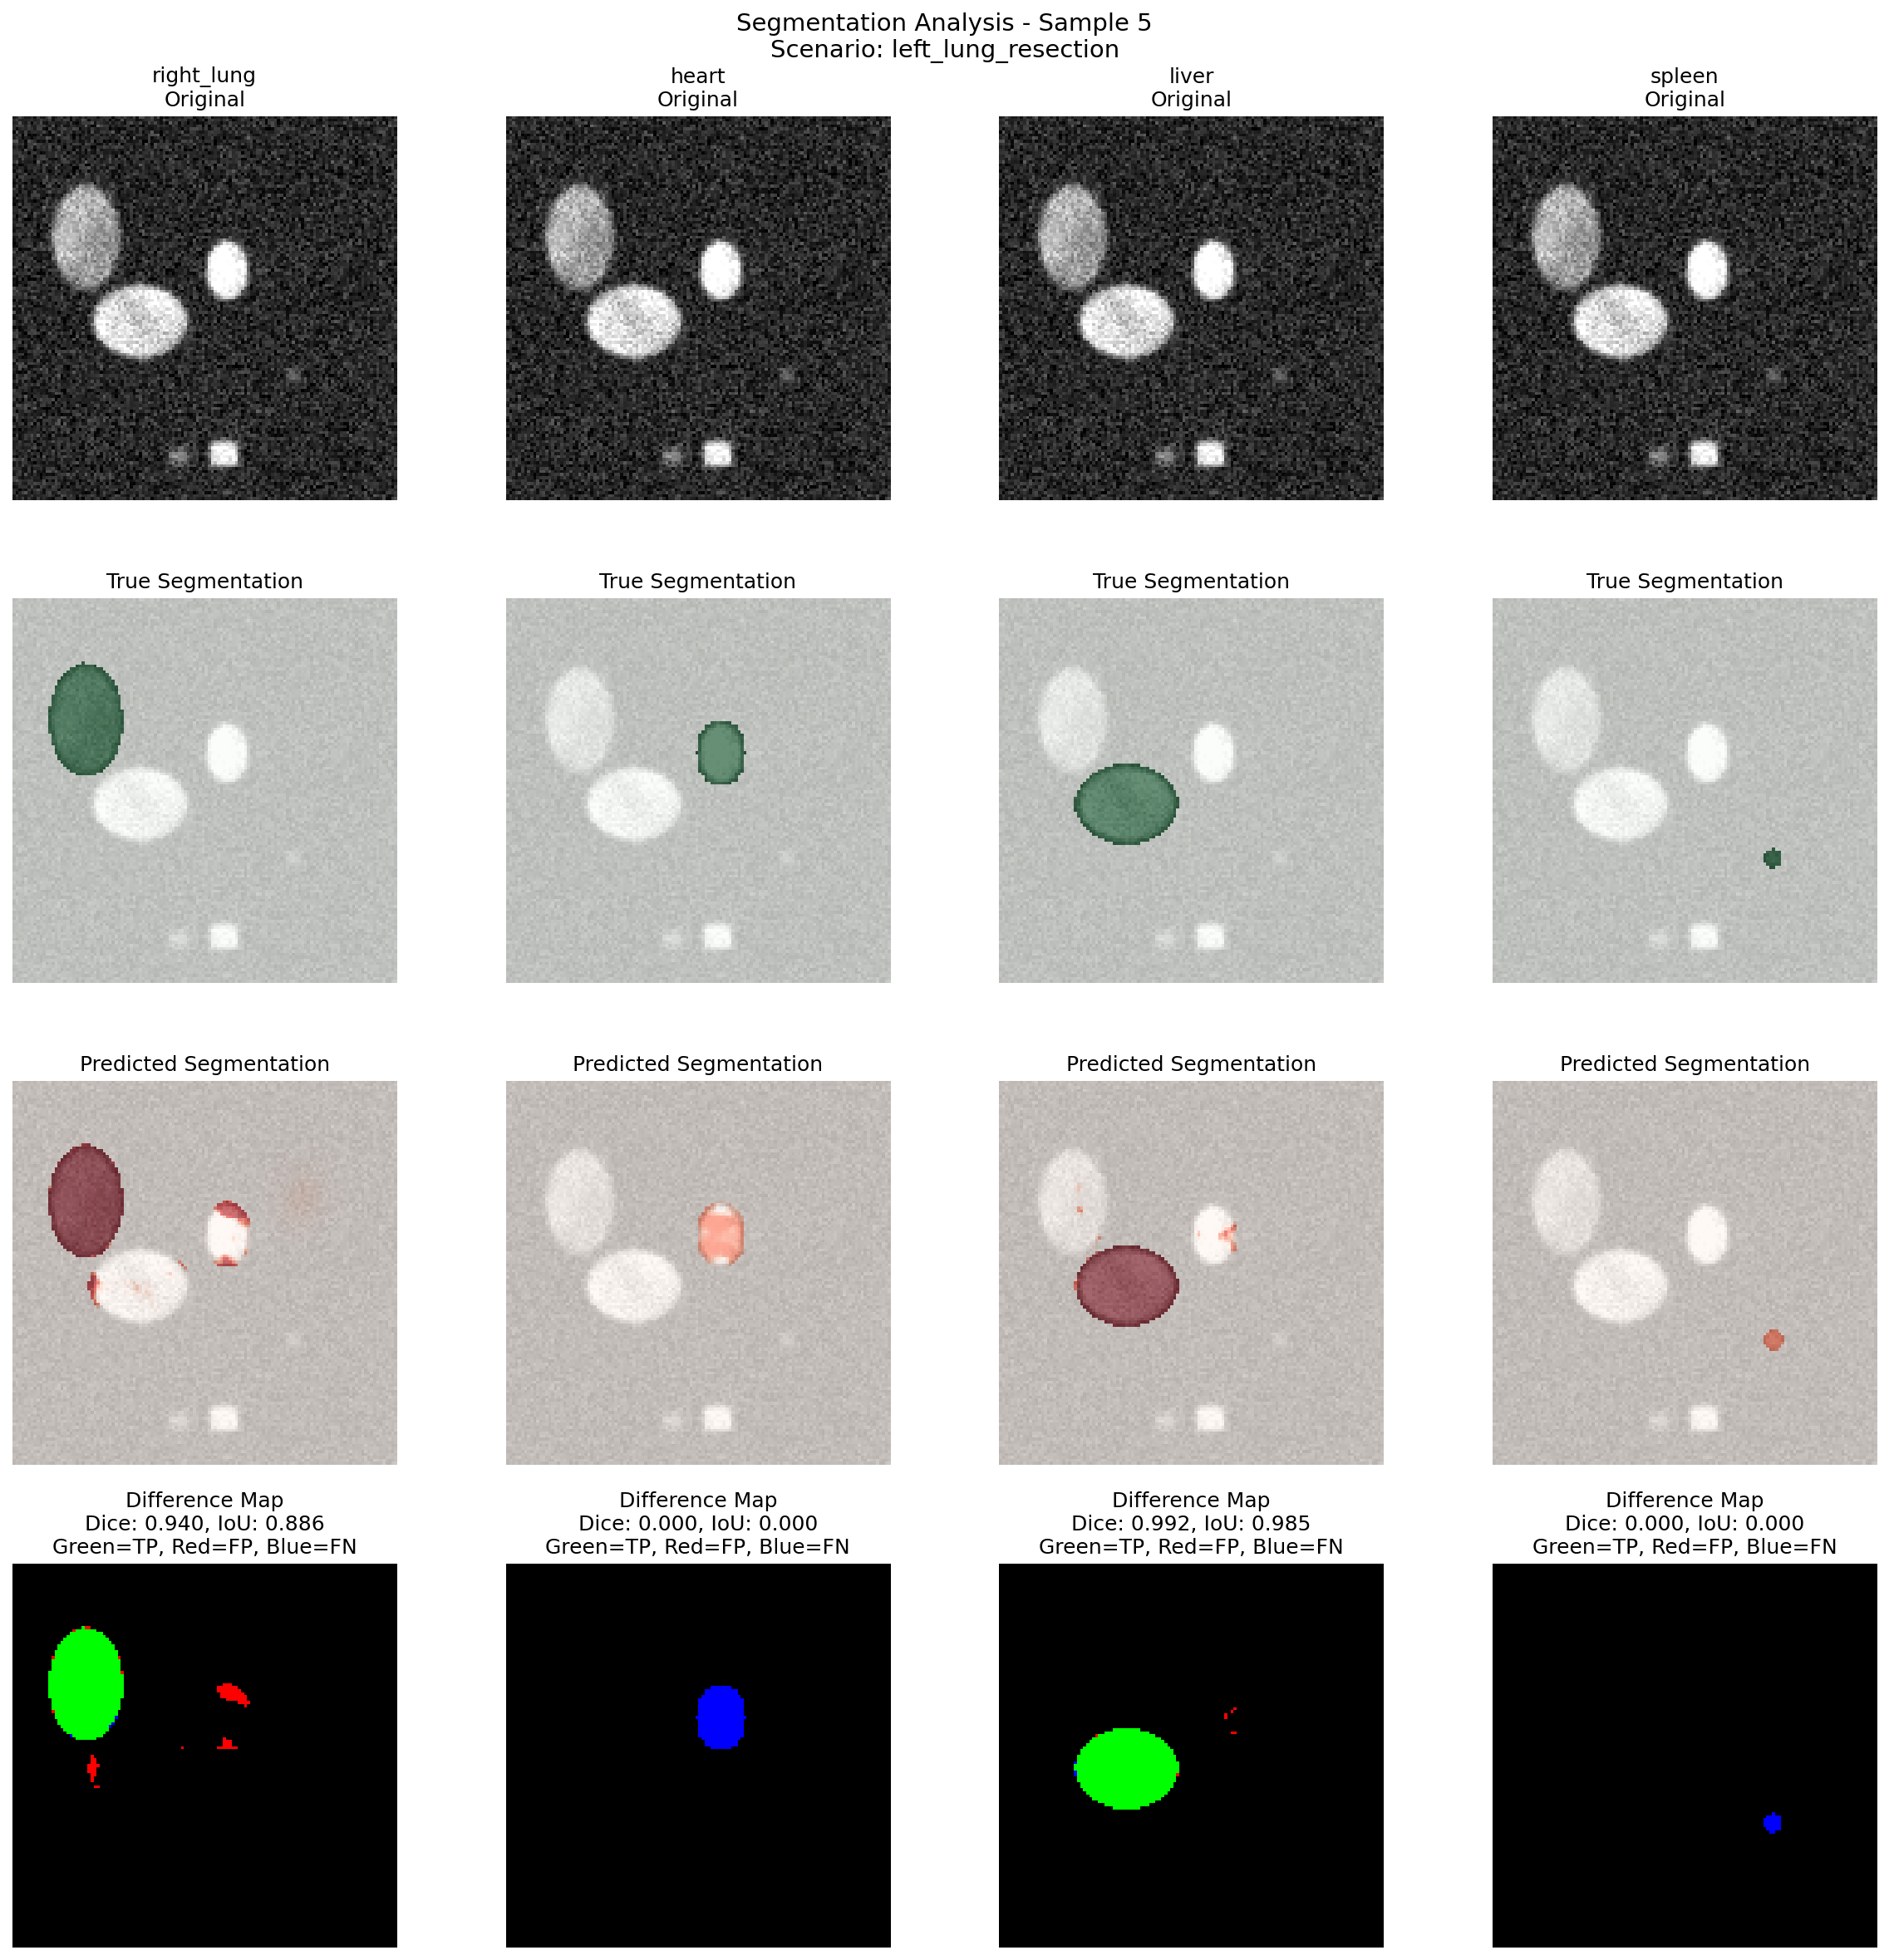 Segmentation Analysis - Sample 5
Scenario: left_lung_resection
right_lung
Original
heart
Original
liver
Original
spleen
Original
True Segmentation
True Segmentation
True Segmentation
True Segmentation
Predicted Segmentation
Predicted Segmentation
Predicted Segmentation
Predicted Segmentation
Difference Map
Dice: 0.940, IoU: 0.886
Green=TP, Red=FP, Blue=FN
Difference Map
Dice: 0.000, IoU: 0.000
Green=TP, Red=FP, Blue=FN
Difference Map
Dice: 0.992, IoU: 0.985
Green=TP, Red=FP, Blue=FN
Difference Map
Dice: 0.000, IoU: 0.000
Green=TP, Red=FP, Blue=FN